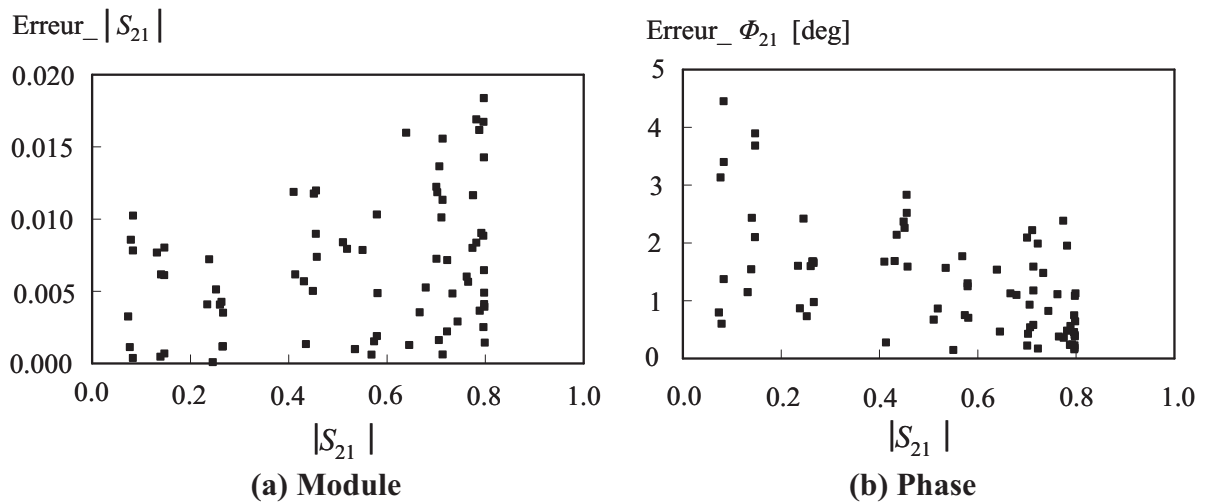 Erreur_ |S21|
0.020
0.015
0.010
0.005
0.000
0.0 0.2 0.4 0.6 0.8 1.0
|S21|
(a) Module
Erreur_ Φ21 [deg]
5
4
3
2
1
0
0.0 0.2 0.4 0.6 0.8 1.0
|S21|
(b) Phase